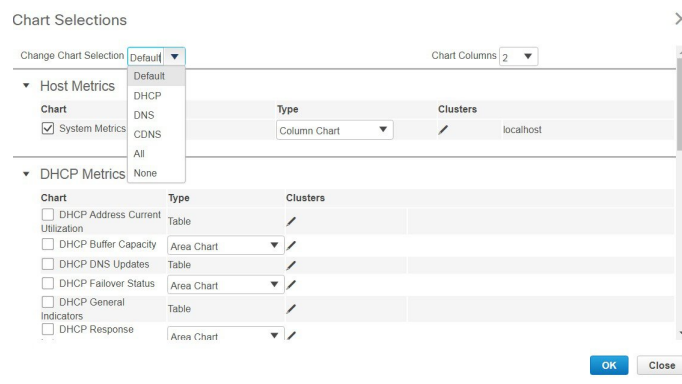 Chart Selections
Change Chart Selection Default Chart Columns 2
Default
DHCP
DNS
CDNS
All
None
Host Metrics
Chart Type Clusters
System Metrics Column Chart localhost
DHCP Metrics
Chart Type Clusters
DHCP Address Current
Utilization Table
DHCP Buffer Capacity Area Chart
DHCP DNS Updates Table
DHCP Failover Status Area Chart
DHCP General
Indicators Table
DHCP Response Area Chart
OK Close